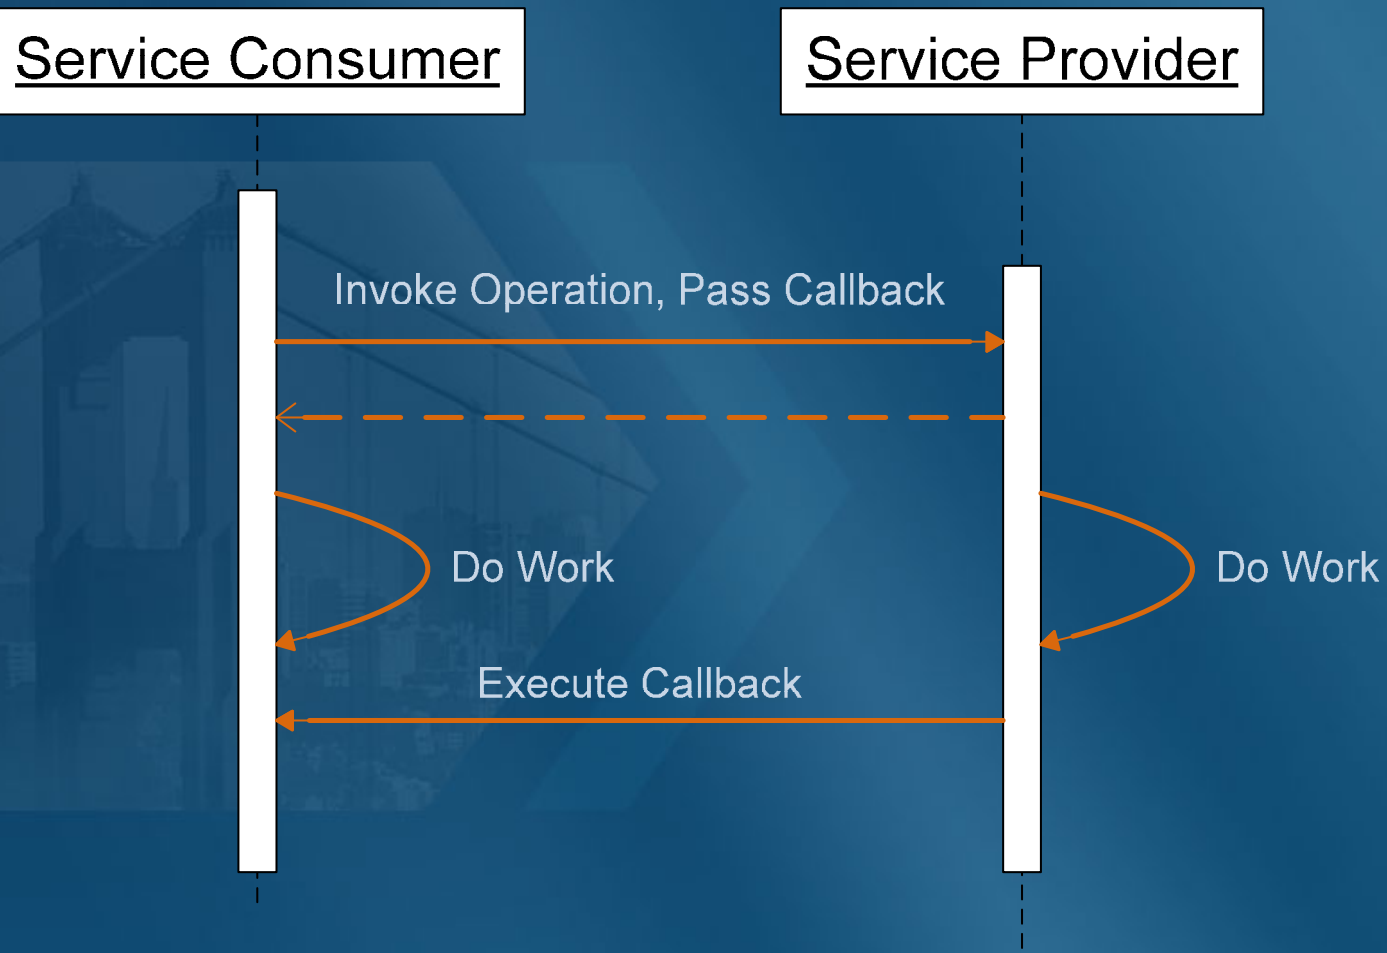 Service Consumer
Service Provider
Invoke Operation, Pass Callback
Do Work
Do Work
Execute Callback